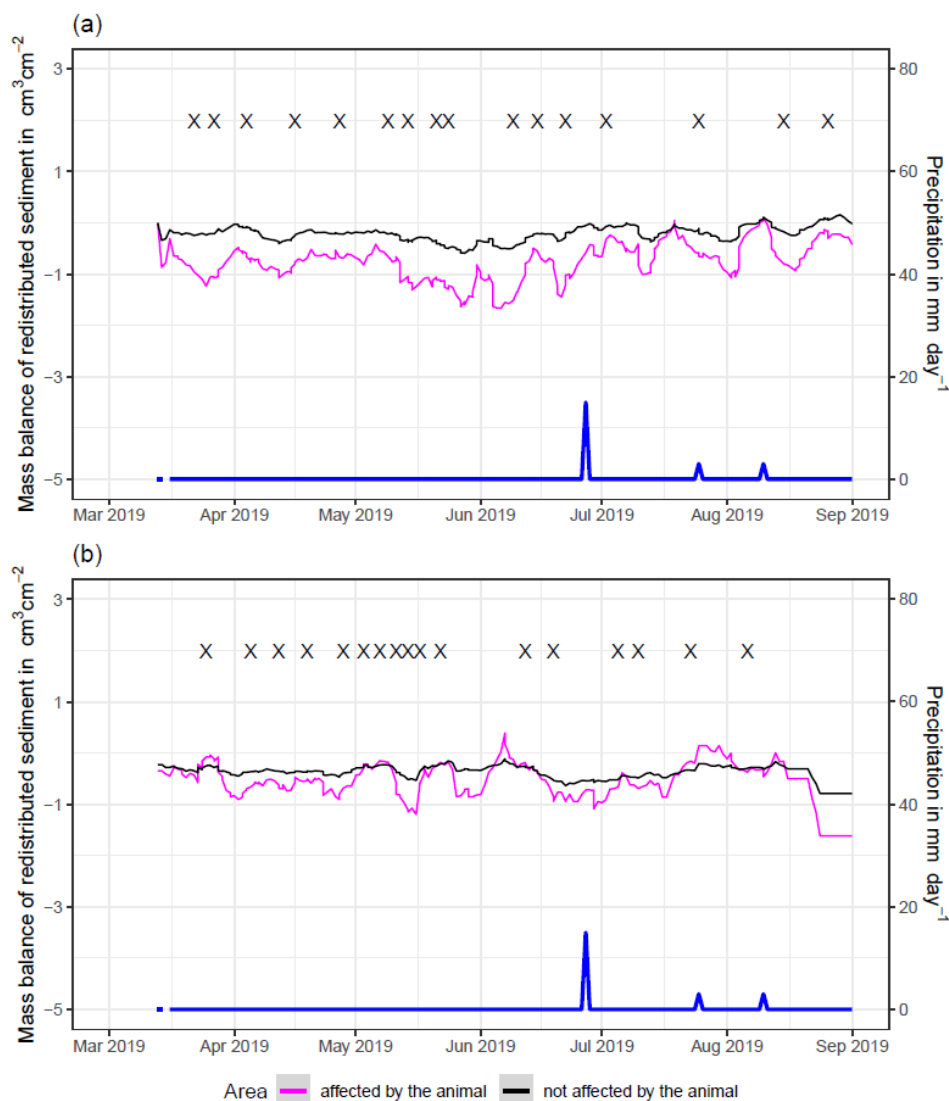 (a)
Mass balance of redistributed sediment in cm³cm⁻²
3
1
−1
−3
−5
X X X X X X X X X X X X X X X X
80
60
40
20
0
Precipitation in mm day⁻¹
Mar 2019 Apr 2019 May 2019 Jun 2019 Jul 2019 Aug 2019 Sep 2019
(b)
Mass balance of redistributed sediment in cm³cm⁻²
3
1
−1
−3
−5
X X X X X X X X X X X X X X X X X
80
60
40
20
0
Precipitation in mm day⁻¹
Mar 2019 Apr 2019 May 2019 Jun 2019 Jul 2019 Aug 2019 Sep 2019
Area affected by the animal not affected by the animal